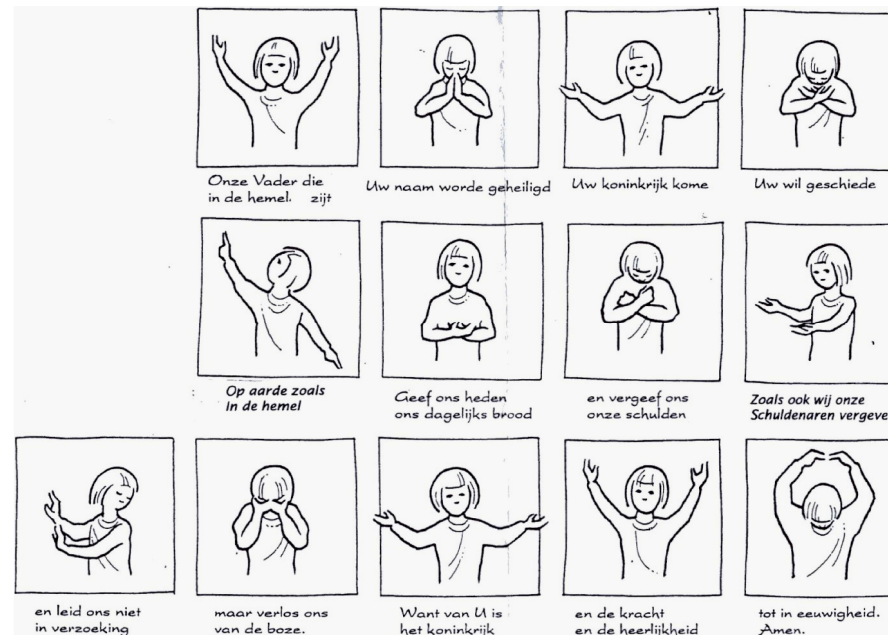 Onze Vader die
in de hemel. zijt
Uw naam worde geheiligd
Uw koninkrijk kome
Uw wil geschiede
Op aarde zoals
In de hemel
Geef ons heden
ons dagelijks brood
en vergeef ons
onze schulden
Zoals ook wij onze
Schuldenaren vergeve
en leid ons niet
in verzoeking
maar verlos ons
van de boze.
Want van U is
het koninkrijk
en de kracht
en de heerlijkheid
tot in eeuwigheid.
Amen.